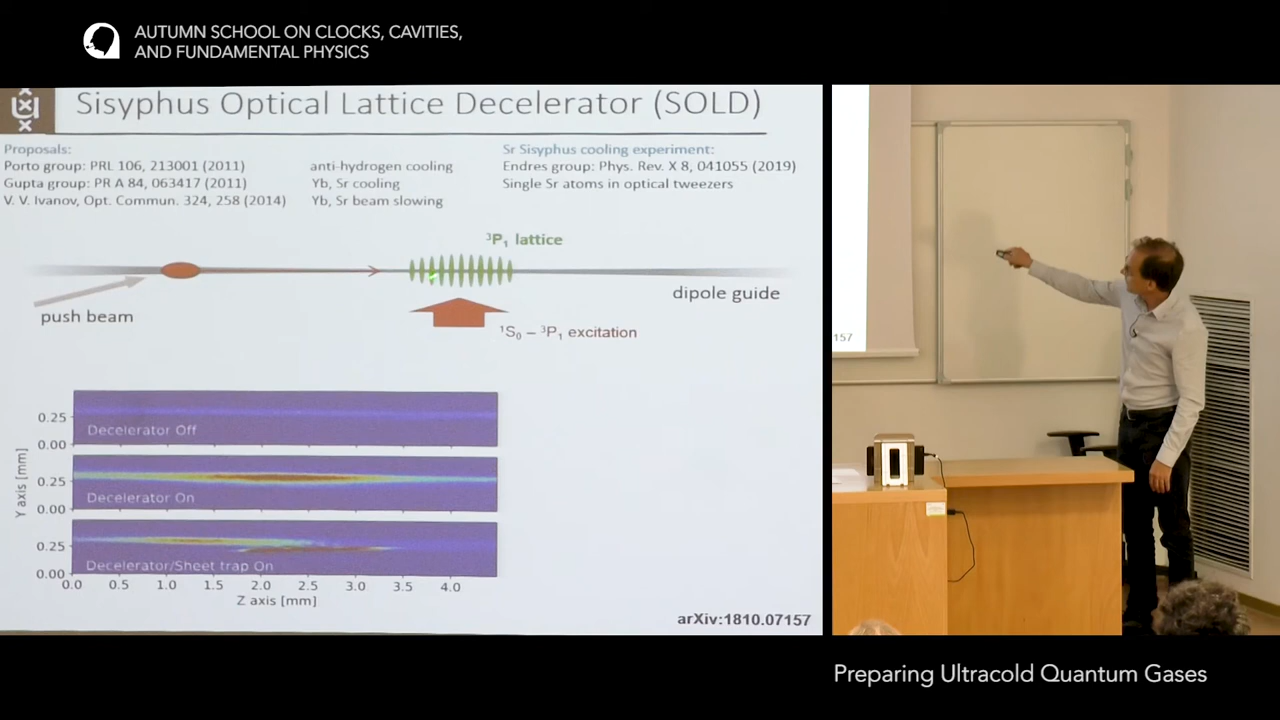 AUTUMN SCHOOL ON CLOCKS, CAVITIES,
AND FUNDAMENTAL PHYSICS
Sisyphus Optical Lattice Decelerator (SOLD)
Proposals:
Porto group: PRL 106, 213001 (2011) anti-hydrogen cooling
Gupta group: PR A 84, 063417 (2011) Yb, Sr cooling
V. V. Ivanov, Opt. Commun. 324, 258 (2014) Yb, Sr beam slowing
Sr Sisyphus cooling experiment:
Endres group: Phys. Rev. X 8, 041055 (2019)
Single Sr atoms in optical tweezers
³P₁ lattice
dipole guide
push beam
¹S₀ – ³P₁ excitation
0.25
Decelerator Off
0.00
0.25
Decelerator On
0.00
0.25
Decelerator/Sheet trap On
0.00
Y axis [mm]
0.0 0.5 1.0 1.5 2.0 2.5 3.0 3.5 4.0
Z axis [mm]
arXiv:1810.07157
157
Preparing Ultracold Quantum Gases